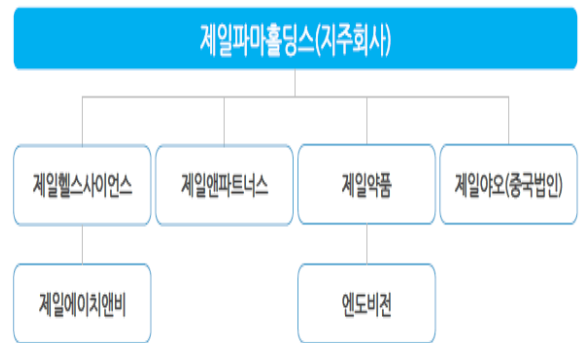 제일파마홀딩스(지주회사)
제일헬스사이언스
제일앤파트너스
제일약품
제일야오(중국법인)
제일에이치앤비
엔도비전